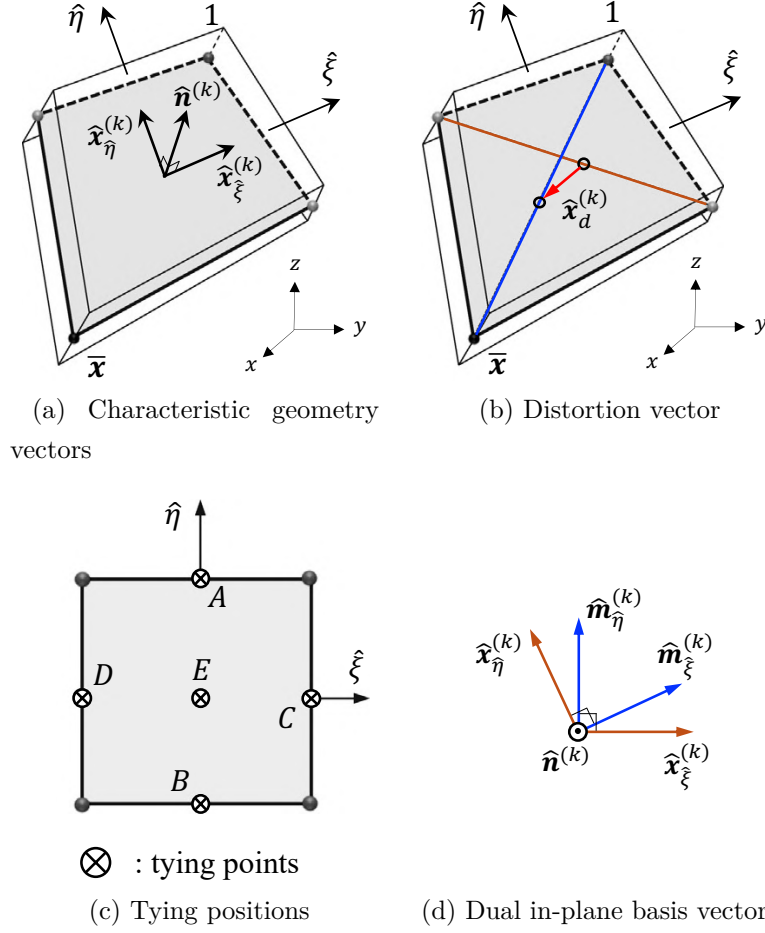 η̂ 1 η̂ 1
ξ̂ ξ̂
x̂_η̂^(k) n̂^(k)
x̂_ξ̂^(k) x̂_d^(k)
z z
y y
x x
x̄ x̄
(a) Characteristic geometry
vectors
(b) Distortion vector
η̂
A
D E ξ̂
C
B
⊗ : tying points
(c) Tying positions
m̂_η̂^(k)
x̂_η̂^(k) m̂_ξ̂^(k)
n̂^(k) x̂_ξ̂^(k)
(d) Dual in-plane basis vector